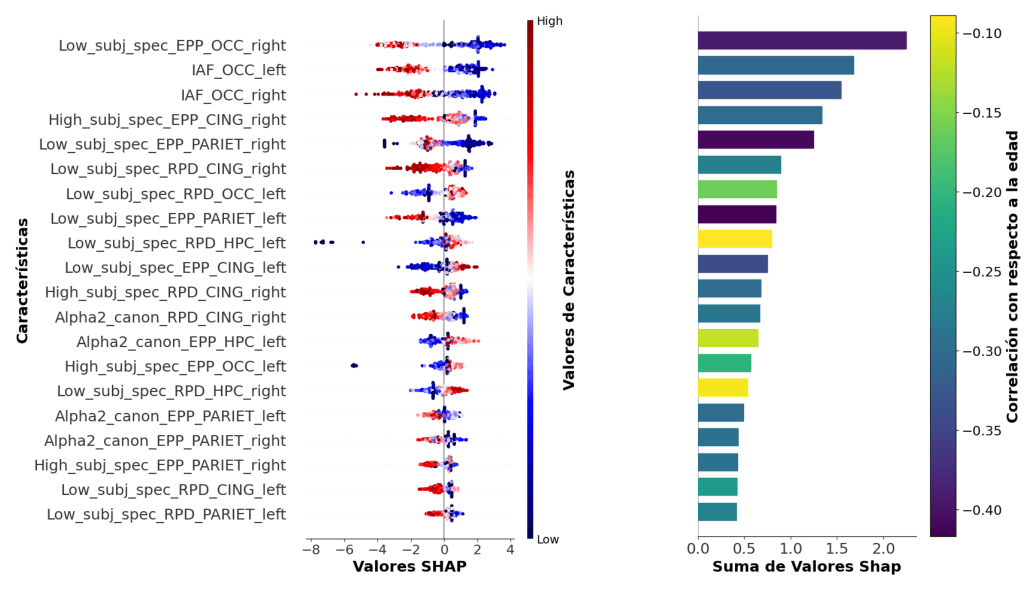 Características
Low_subj_spec_EPP_OCC_right
IAF_OCC_left
IAF_OCC_right
High_subj_spec_EPP_CING_right
Low_subj_spec_EPP_PARIET_right
Low_subj_spec_RPD_CING_right
Low_subj_spec_RPD_OCC_left
Low_subj_spec_EPP_PARIET_left
Low_subj_spec_RPD_HPC_left
Low_subj_spec_EPP_CING_left
High_subj_spec_RPD_CING_right
Alpha2_canon_RPD_CING_right
Alpha2_canon_EPP_HPC_left
High_subj_spec_EPP_OCC_left
Low_subj_spec_RPD_HPC_right
Alpha2_canon_EPP_PARIET_left
Alpha2_canon_EPP_PARIET_right
High_subj_spec_EPP_PARIET_right
Low_subj_spec_RPD_CING_left
Low_subj_spec_RPD_PARIET_left
−8 −6 −4 −2 0 2 4
Valores SHAP
High
Low
Valores de Características
0.0 0.5 1.0 1.5 2.0
Suma de Valores Shap
−0.10
−0.15
−0.20
−0.25
−0.30
−0.35
−0.40
Correlación con respecto a la edad